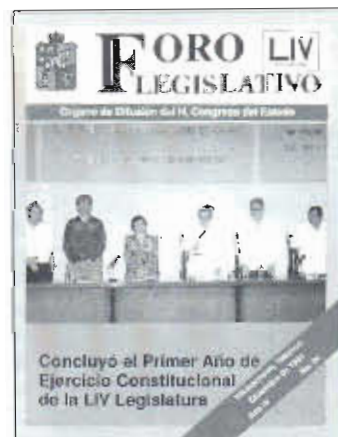 FORO
LEGISLATIVO
LIV
Organo de Difusión del H. Congreso del Estado
Concluyó el Primer Año de
Ejercicio Constitucional
de la LIV Legislatura